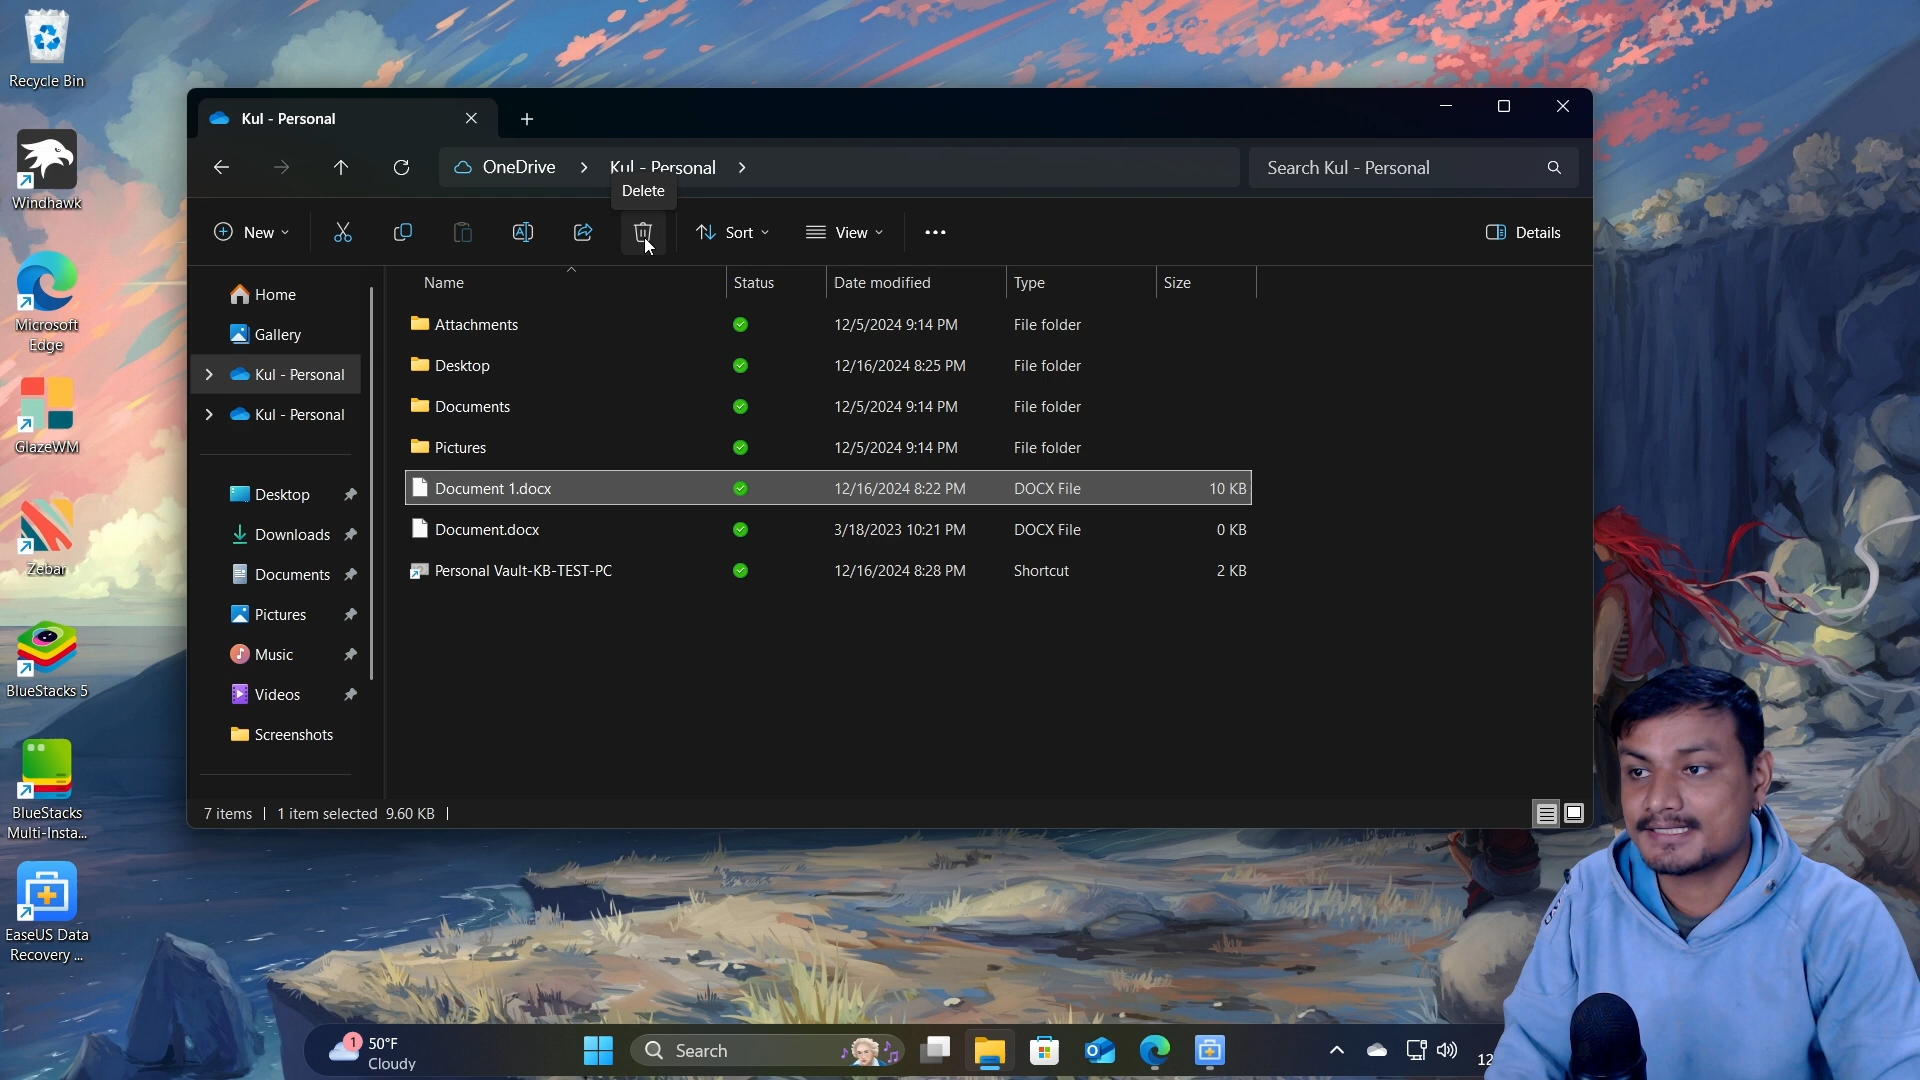 Recycle Bin
Windhawk
Microsoft
Edge
GlazeWM
Zebar
BlueStacks 5
BlueStacks
Multi-Insta...
EaseUS Data
Recovery ...
Kul - Personal
OneDrive > Kul - Personal >
Search Kul - Personal
Delete
New
Sort
View
Details
Home
Gallery
Kul - Personal
Kul - Personal
Desktop
Downloads
Documents
Pictures
Music
Videos
Screenshots
Name Status Date modified Type Size
Attachments 12/5/2024 9:14 PM File folder
Desktop 12/16/2024 8:25 PM File folder
Documents 12/5/2024 9:14 PM File folder
Pictures 12/5/2024 9:14 PM File folder
Document 1.docx 12/16/2024 8:22 PM DOCX File 10 KB
Document.docx 3/18/2023 10:21 PM DOCX File 0 KB
Personal Vault-KB-TEST-PC 12/16/2024 8:28 PM Shortcut 2 KB
7 items | 1 item selected 9.60 KB |
1
50°F
Cloudy
Search
12